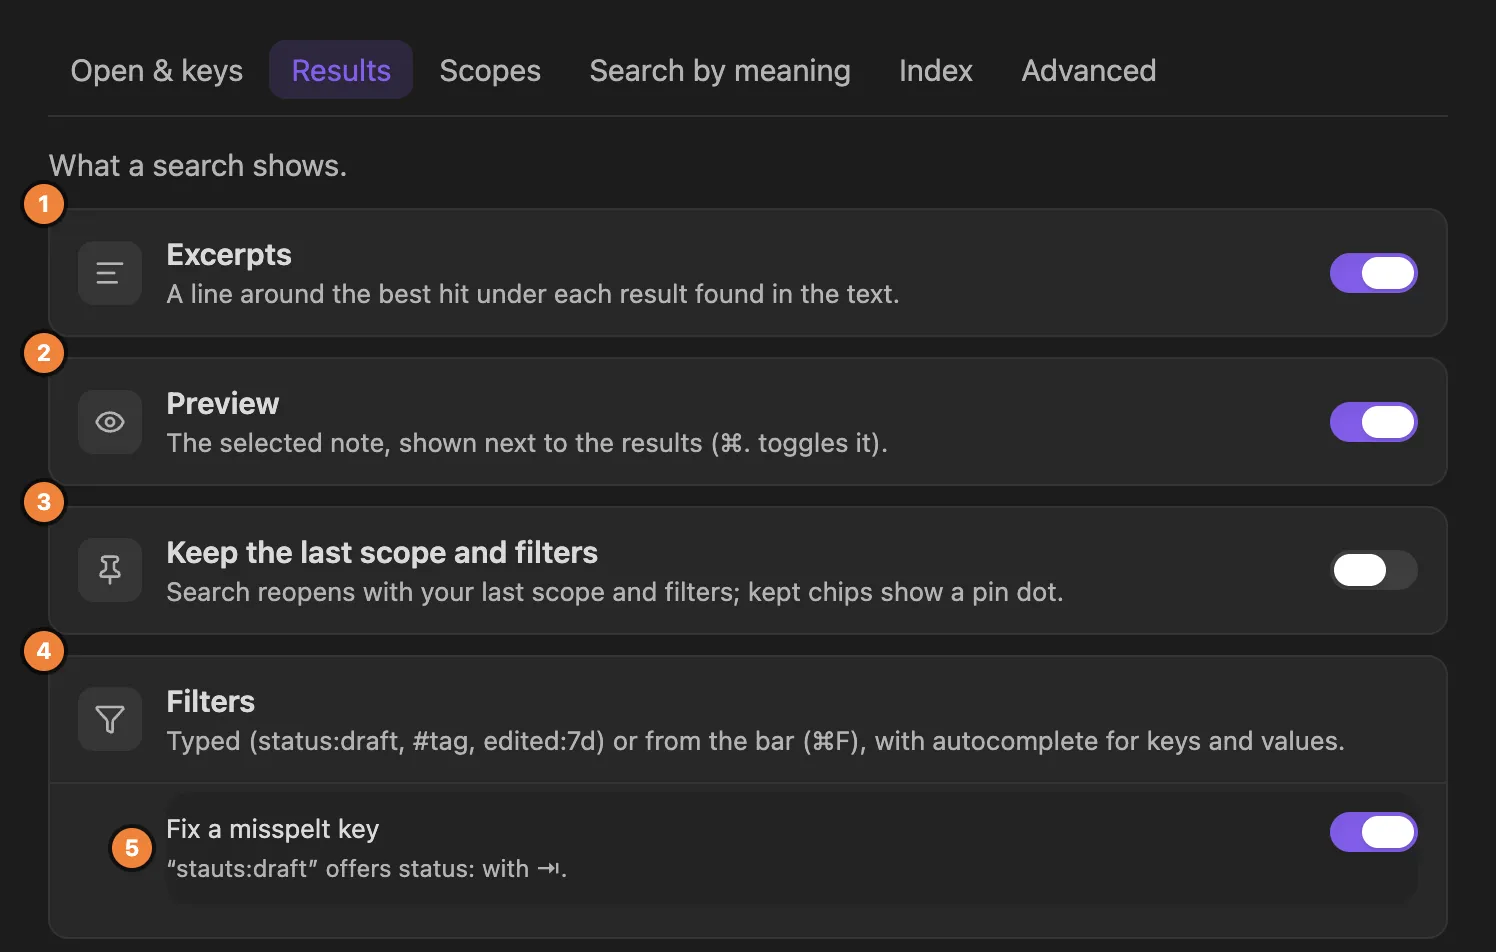 Open & keys Results Scopes Search by meaning Index Advanced
What a search shows.
1
Excerpts
A line around the best hit under each result found in the text.
2
Preview
The selected note, shown next to the results (⌘. toggles it).
3
Keep the last scope and filters
Search reopens with your last scope and filters; kept chips show a pin dot.
4
Filters
Typed (status:draft, #tag, edited:7d) or from the bar (⌘F), with autocomplete for keys and values.
5
Fix a misspelt key
“stauts:draft” offers status: with ⇥.